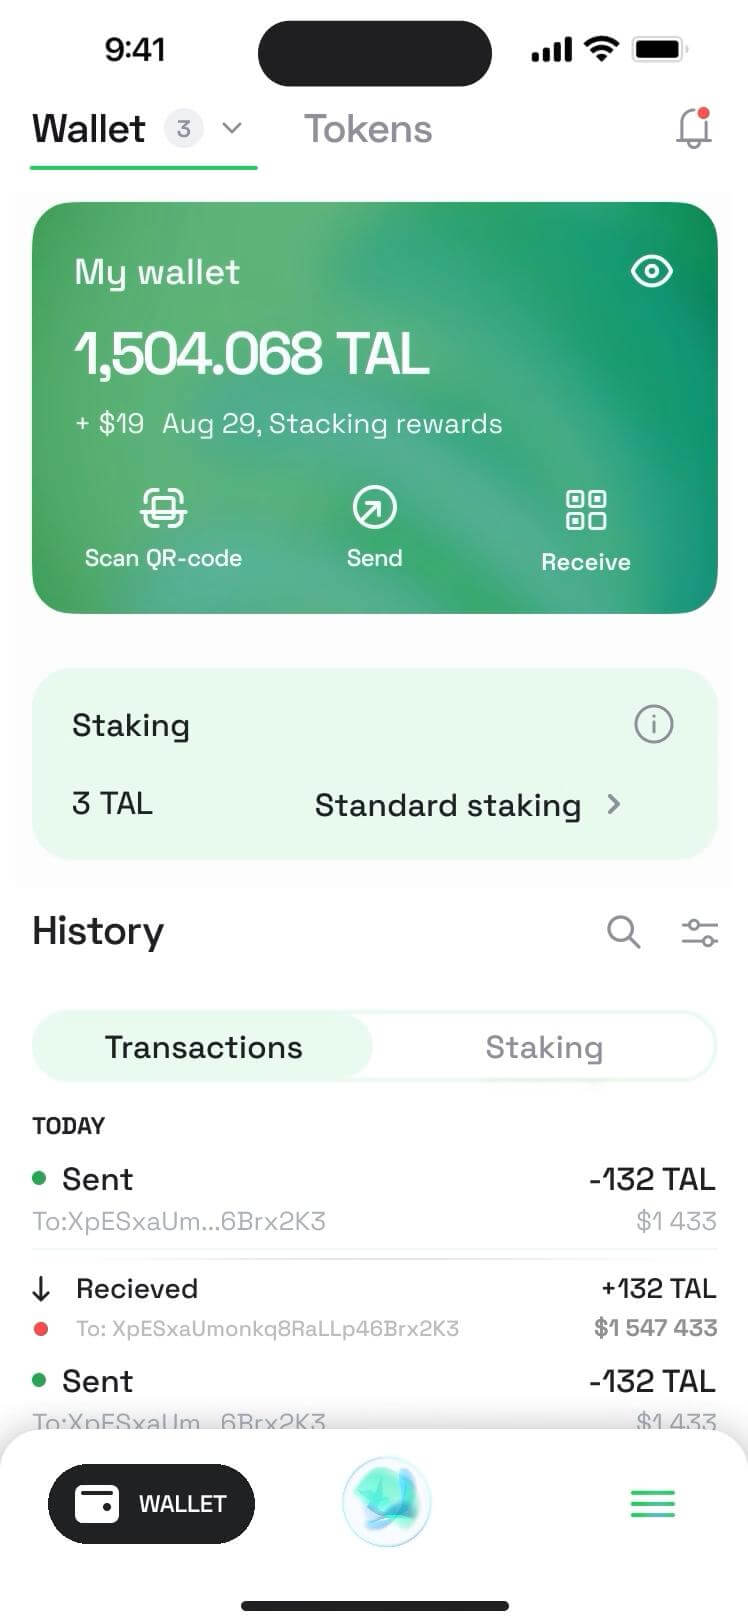 9:41
Wallet 3 Tokens
My wallet
1,504.068 TAL
+ $19 Aug 29, Stacking rewards
Scan QR-code Send Receive
Staking
3 TAL Standard staking
History
Transactions Staking
TODAY
Sent -132 TAL
To:XpESxaUm...6Brx2K3 $1 433
Recieved +132 TAL
To: XpESxaUmonkq8RaLLp46Brx2K3 $1 547 433
Sent -132 TAL
To:XpESxaUm...6Brx2K3 $1 433
WALLET